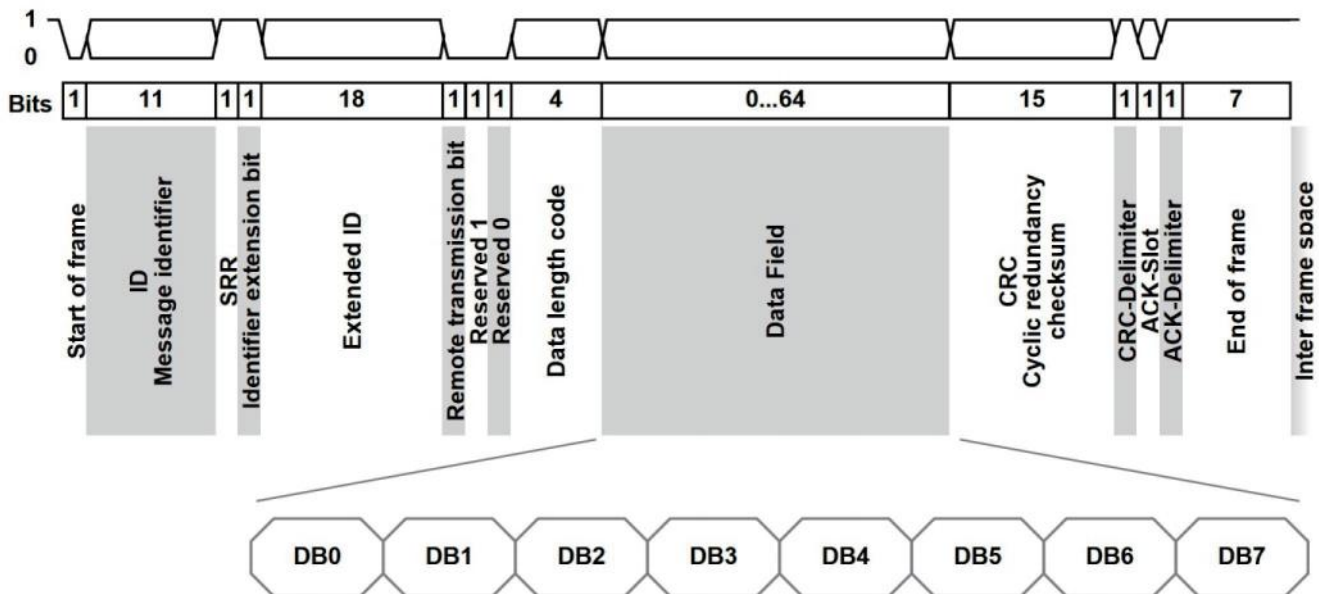 1
0
Bits 1 11 1 1 18 1 1 1 4 0...64 15 1 1 1 7
Start of frame
ID
Message identifier
SRR
Identifier extension bit
Extended ID
Remote transmission bit
Reserved 1
Reserved 0
Data length code
Data Field
CRC
Cyclic redundancy
checksum
CRC-Delimiter
ACK-Slot
ACK-Delimiter
End of frame
Inter frame space
DB0 DB1 DB2 DB3 DB4 DB5 DB6 DB7